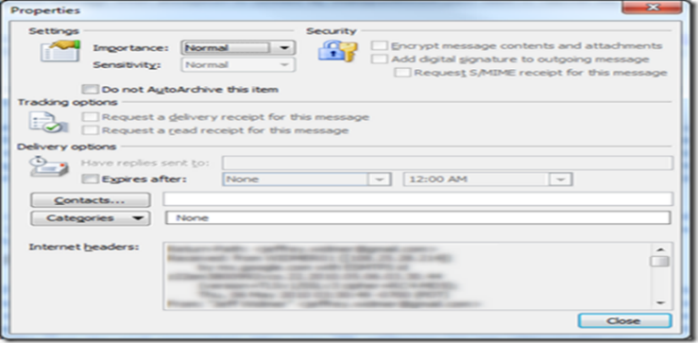 Properties
Settings
Security
Importance: Normal
Encrypt message contents and attachments
Sensitivity: Normal
Add digital signature to outgoing message
Request S/MIME receipt for this message
Do not AutoArchive this item
Tracking options
Request a delivery receipt for this message
Request a read receipt for this message
Delivery options
Have replies sent to:
Expires after: None 12:00 AM
Contacts...
Categories None
Internet headers:
Close